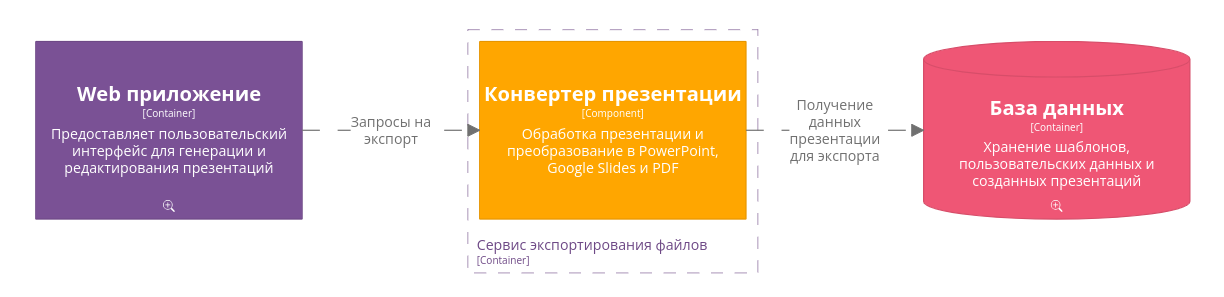 Web приложение
[Container]
Предоставляет пользовательский
интерфейс для генерации и
редактирования презентаций
Запросы на
экспорт
Конвертер презентации
[Component]
Обработка презентации и
преобразование в PowerPoint,
Google Slides и PDF
Сервис экспортирования файлов
[Container]
Получение
данных
презентации
для экспорта
База данных
[Container]
Хранение шаблонов,
пользовательских данных и
созданных презентаций